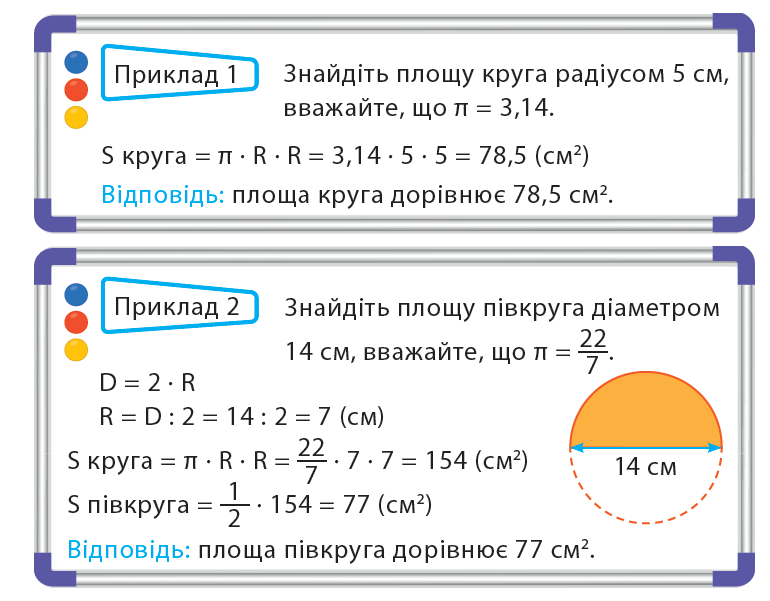 Приклад 1
Знайдіть площу круга радіусом 5 см,
вважайте, що π = 3,14.
S круга = π · R · R = 3,14 · 5 · 5 = 78,5 (см²)
Відповідь: площа круга дорівнює 78,5 см².
Приклад 2
Знайдіть площу півкруга діаметром
14 см, вважайте, що π = 22/7.
D = 2 · R
R = D : 2 = 14 : 2 = 7 (см)
S круга = π · R · R = 22/7 · 7 · 7 = 154 (см²)
S півкруга = 1/2 · 154 = 77 (см²)
14 см
Відповідь: площа півкруга дорівнює 77 см².